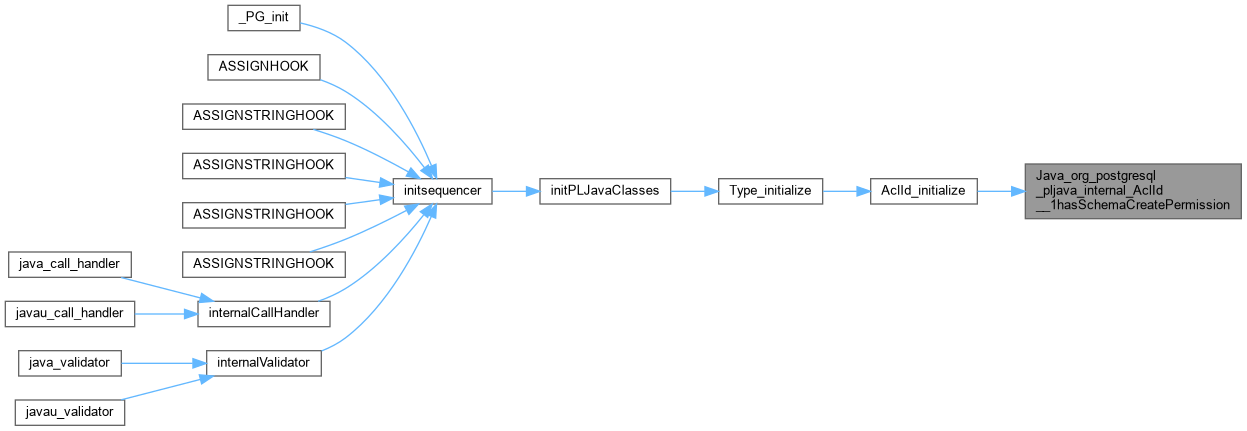 _PG_init
ASSIGNHOOK
ASSIGNSTRINGHOOK
ASSIGNSTRINGHOOK
ASSIGNSTRINGHOOK
ASSIGNSTRINGHOOK
java_call_handler
javau_call_handler
internalCallHandler
java_validator
internalValidator
javau_validator
initsequencer
initPLJavaClasses
Type_initialize
AclId_initialize
Java_org_postgresql
_pljava_internal_AclId
__1hasSchemaCreatePermission